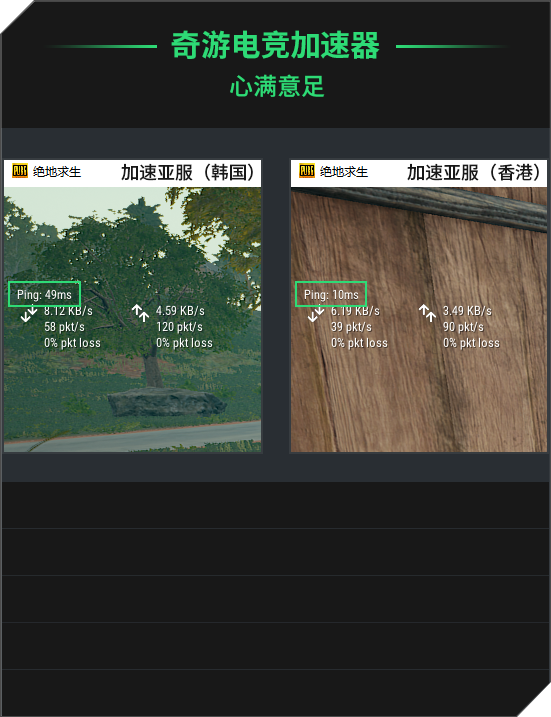 奇游电竞加速器
心满意足
绝地求生
加速亚服（韩国）
Ping: 49ms
8.12 KB/s
58 pkt/s
0% pkt loss
4.59 KB/s
120 pkt/s
0% pkt loss
绝地求生
加速亚服（香港）
Ping: 10ms
6.19 KB/s
39 pkt/s
0% pkt loss
3.49 KB/s
90 pkt/s
0% pkt loss